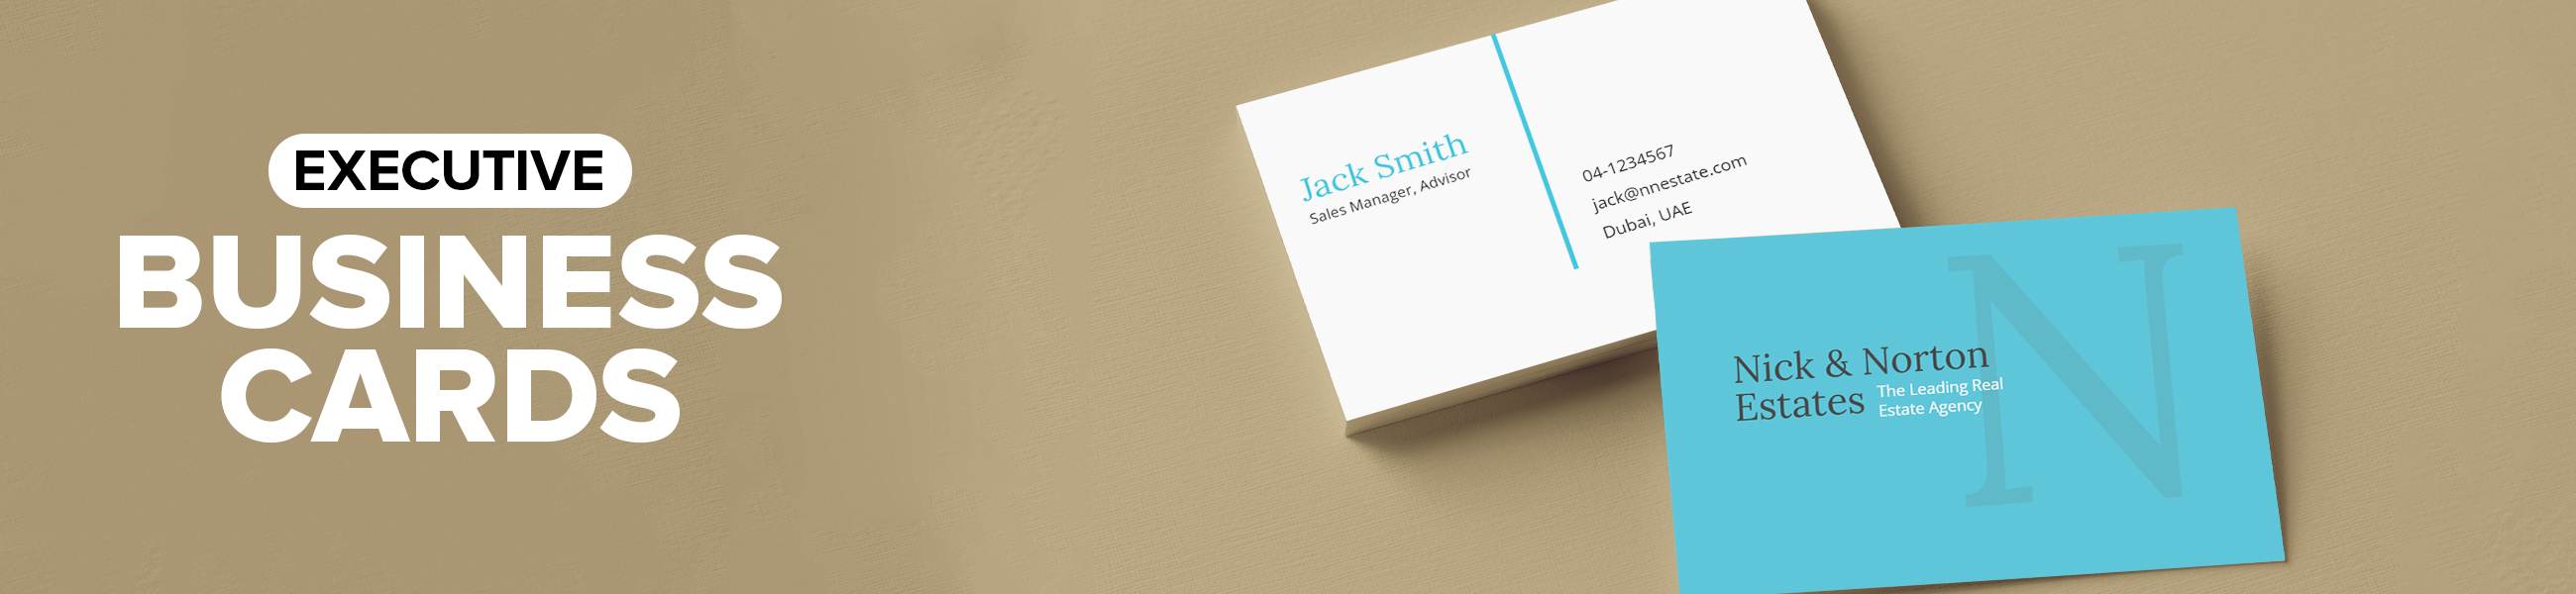 EXECUTIVE
BUSINESS
CARDS
Jack Smith
Sales Manager, Advisor
04-1234567
jack@nnestate.com
Dubai, UAE
N
Nick & Norton
Estates
The Leading Real
Estate Agency